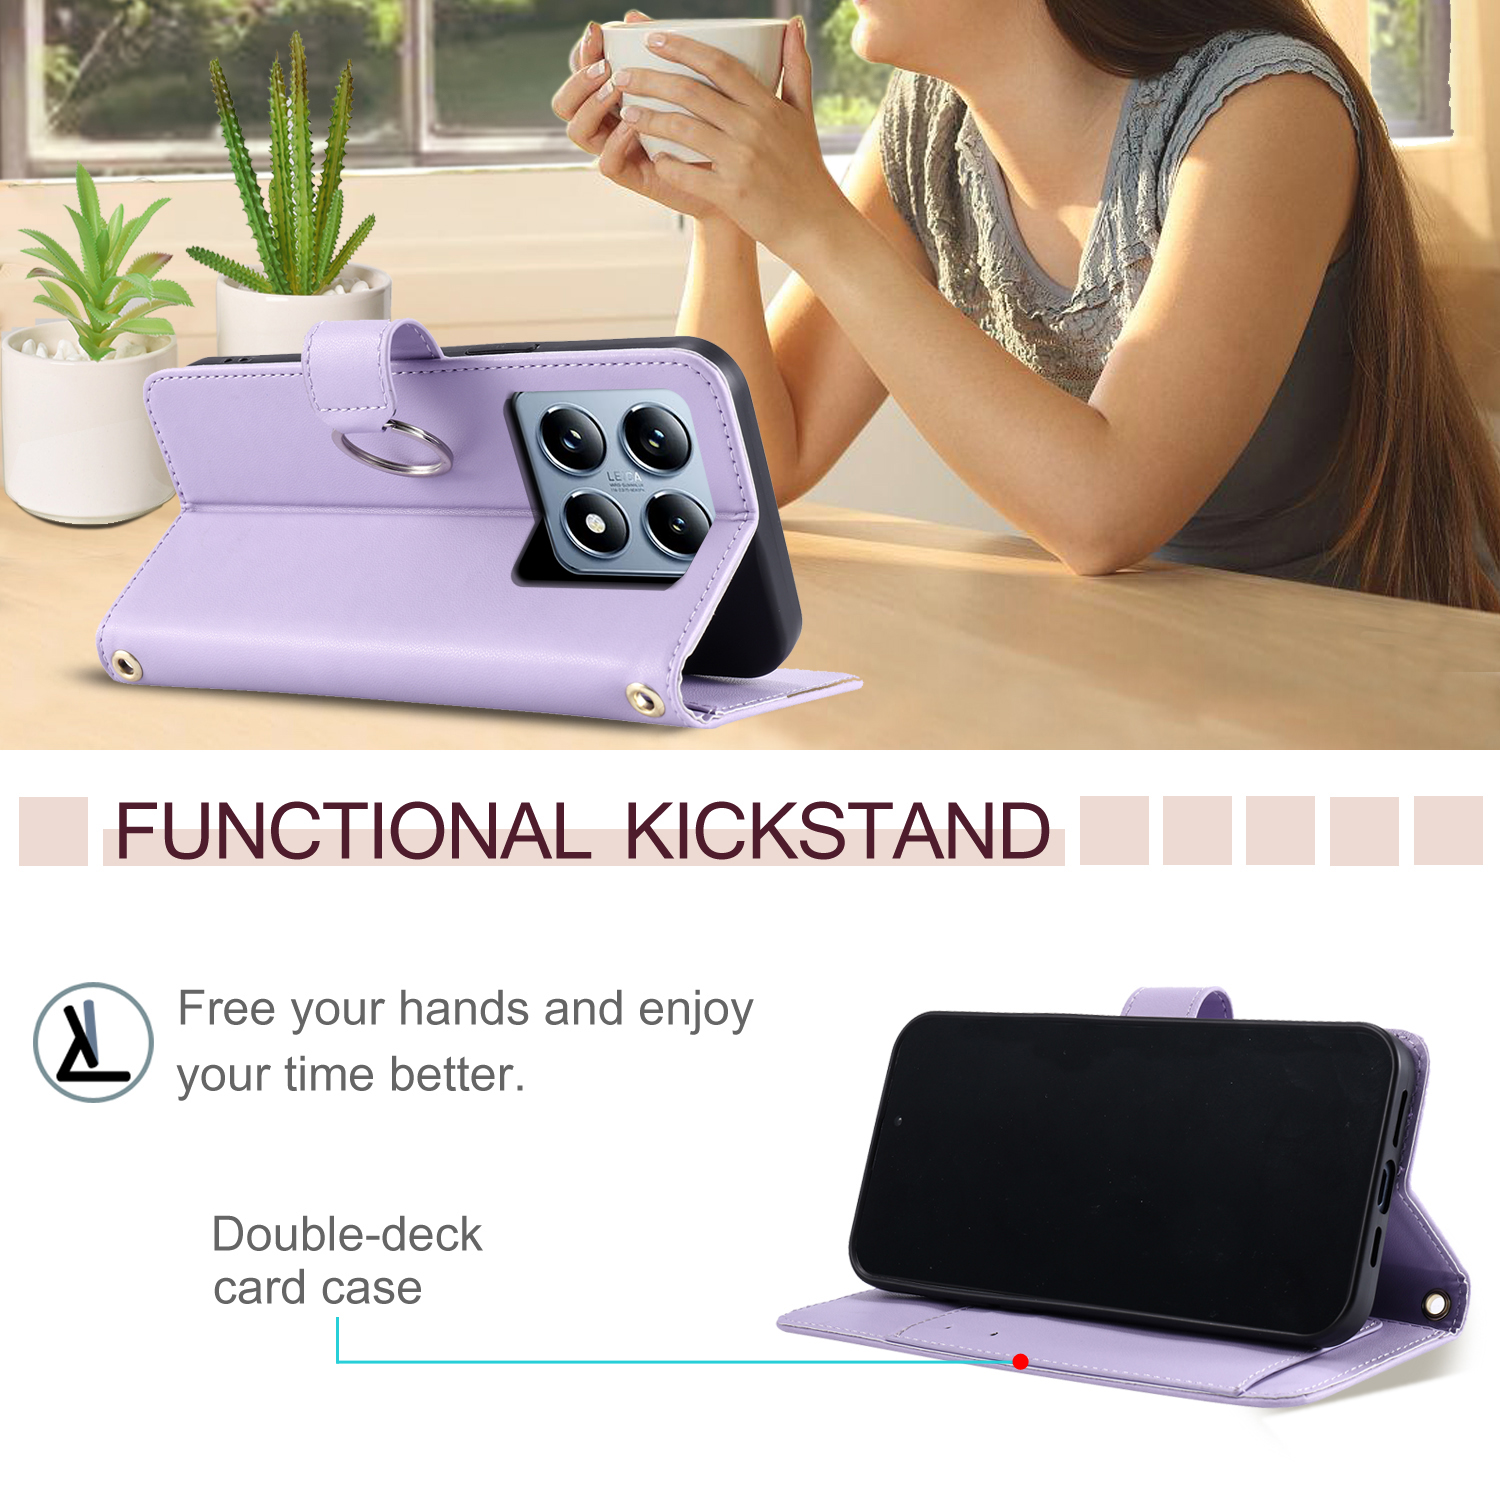 FUNCTIONAL KICKSTAND
Free your hands and enjoy
your time better.
Double-deck
card case